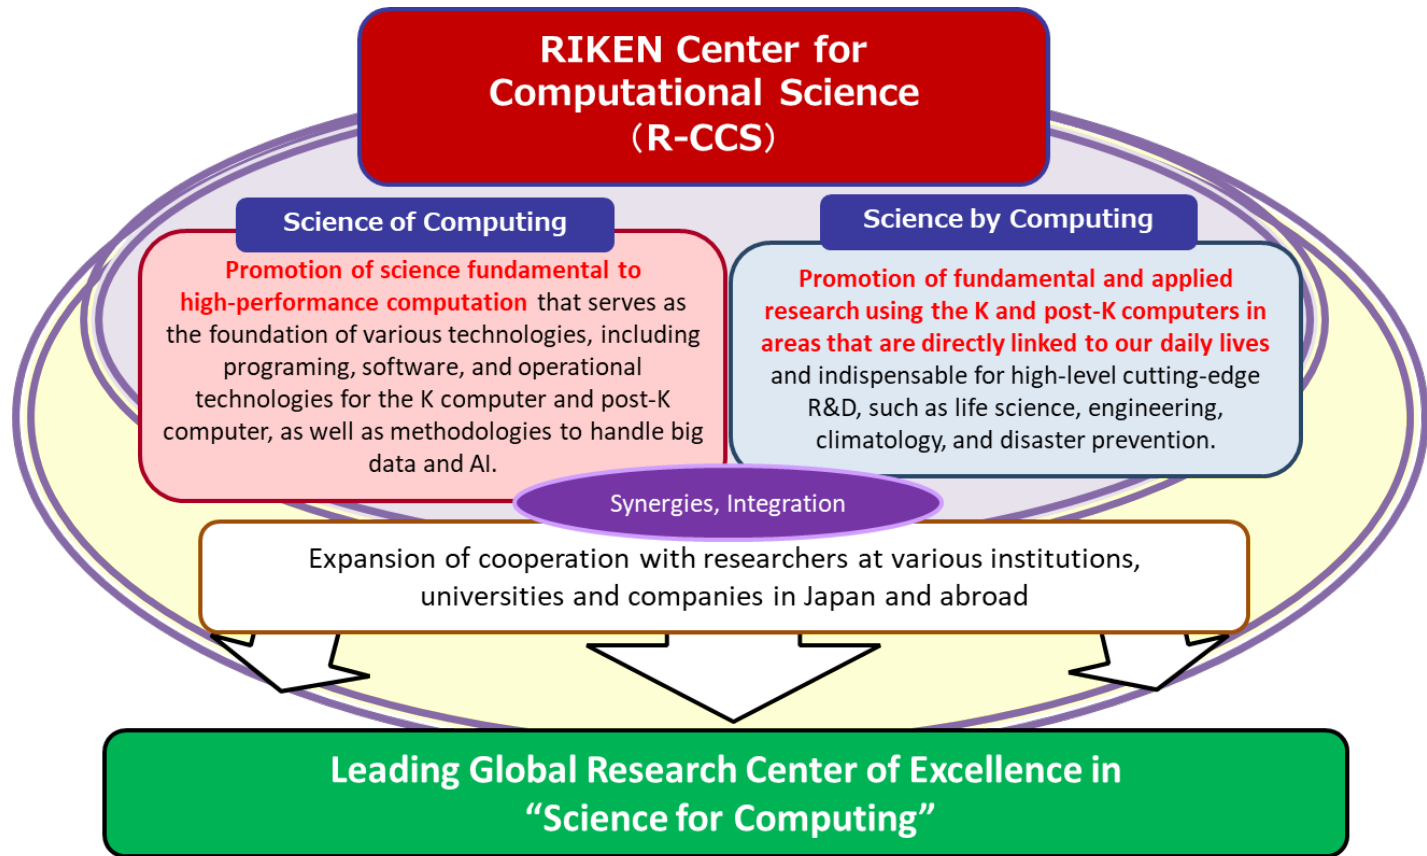 RIKEN Center for
Computational Science
（R-CCS）
Science of Computing
Promotion of science fundamental to
high-performance computation that serves as
the foundation of various technologies, including
programing, software, and operational
technologies for the K computer and post-K
computer, as well as methodologies to handle big
data and AI.
Science by Computing
Promotion of fundamental and applied
research using the K and post-K computers in
areas that are directly linked to our daily lives
and indispensable for high-level cutting-edge
R&D, such as life science, engineering,
climatology, and disaster prevention.
Synergies, Integration
Expansion of cooperation with researchers at various institutions,
universities and companies in Japan and abroad
Leading Global Research Center of Excellence in
“Science for Computing”